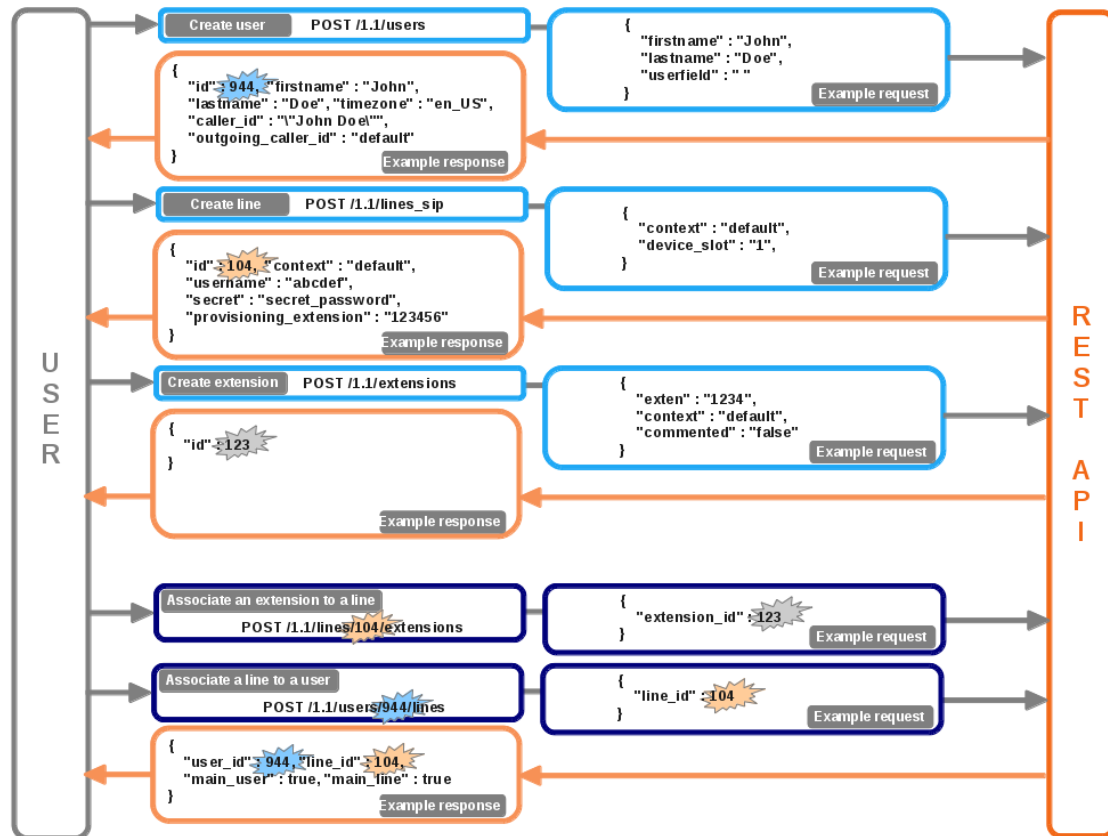 USER
REST API
Create user POST /1.1/users
{
"firstname" : "John",
"lastname" : "Doe",
"userfield" : " "
}
Example request
{
"id" : 944, "firstname" : "John",
"lastname" : "Doe", "timezone" : "en_US",
"caller_id" : "\"John Doe\"",
"outgoing_caller_id" : "default"
}
Example response
Create line POST /1.1/lines_sip
{
"context" : "default",
"device_slot" : "1",
}
Example request
{
"id" : 104, "context" : "default",
"username" : "abcdef",
"secret" : "secret_password",
"provisioning_extension" : "123456"
}
Example response
Create extension POST /1.1/extensions
{
"exten" : "1234",
"context" : "default",
"commented" : "false"
}
Example request
{
"id" : 123
}
Example response
Associate an extension to a line
POST /1.1/lines/104/extensions
{
"extension_id" : 123
}
Example request
Associate a line to a user
POST /1.1/users/944/lines
{
"line_id" : 104
}
Example request
{
"user_id" : 944, "line_id" : 104,
"main_user" : true, "main_line" : true
}
Example response